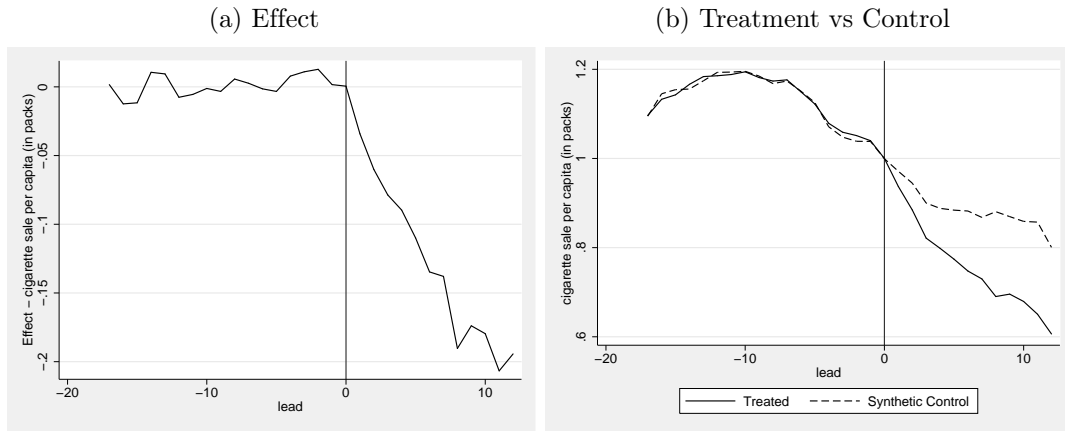 (a) Effect
Effect − cigarette sale per capita (in packs)
0
−.05
−.1
−.15
−.2
−20
−10
0
10
lead
(b) Treatment vs Control
cigarette sale per capita (in packs)
1.2
1
.8
.6
−20
−10
0
10
lead
Treated
Synthetic Control